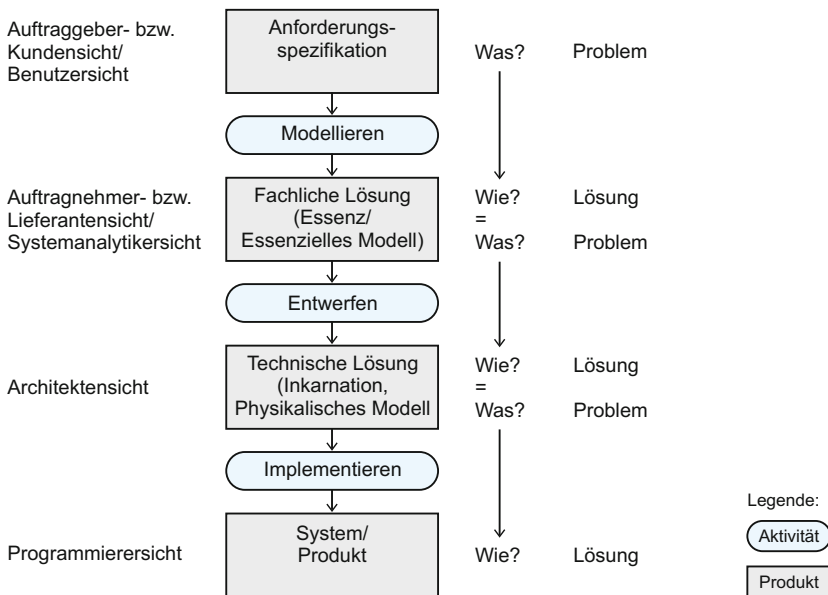 Auftraggeber- bzw.
Kundensicht/
Benutzersicht
Anforderungs-
spezifikation
Was? Problem
Modellieren
Auftragnehmer- bzw.
Lieferantensicht/
Systemanalytikersicht
Fachliche Lösung
(Essenz/
Essenzielles Modell)
Wie? Lösung
=
Was? Problem
Entwerfen
Architektensicht
Technische Lösung
(Inkarnation,
Physikalisches Modell
Wie? Lösung
=
Was? Problem
Implementieren
Programmierersicht
System/
Produkt
Wie? Lösung
Legende:
Aktivität
Produkt